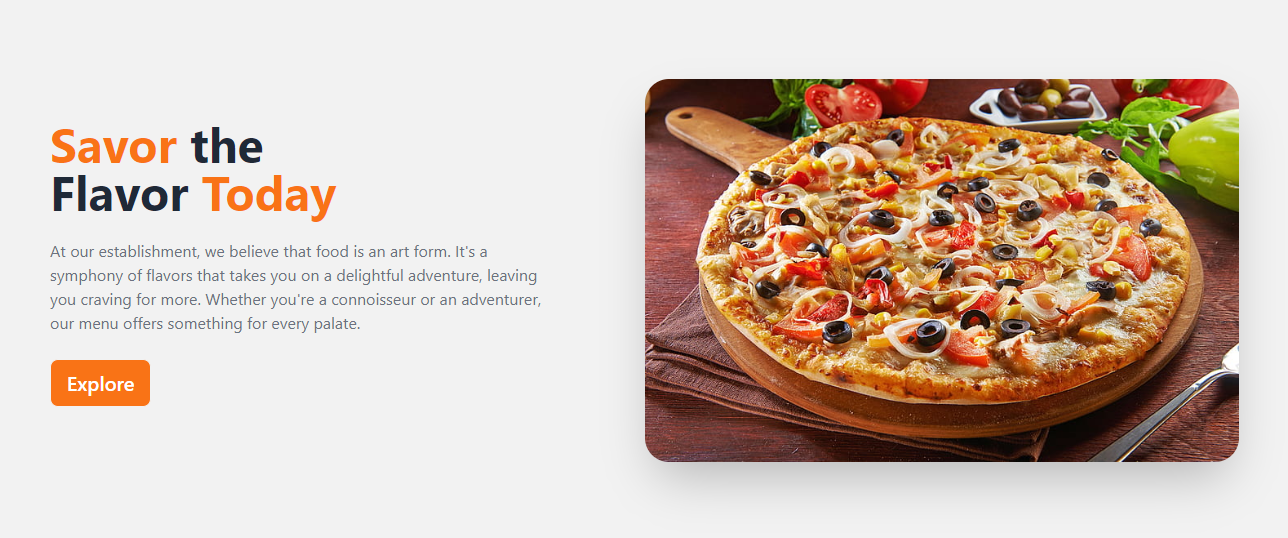 Savor the
Flavor Today
At our establishment, we believe that food is an art form. It's a
symphony of flavors that takes you on a delightful adventure, leaving
you craving for more. Whether you're a connoisseur or an adventurer,
our menu offers something for every palate.
Explore